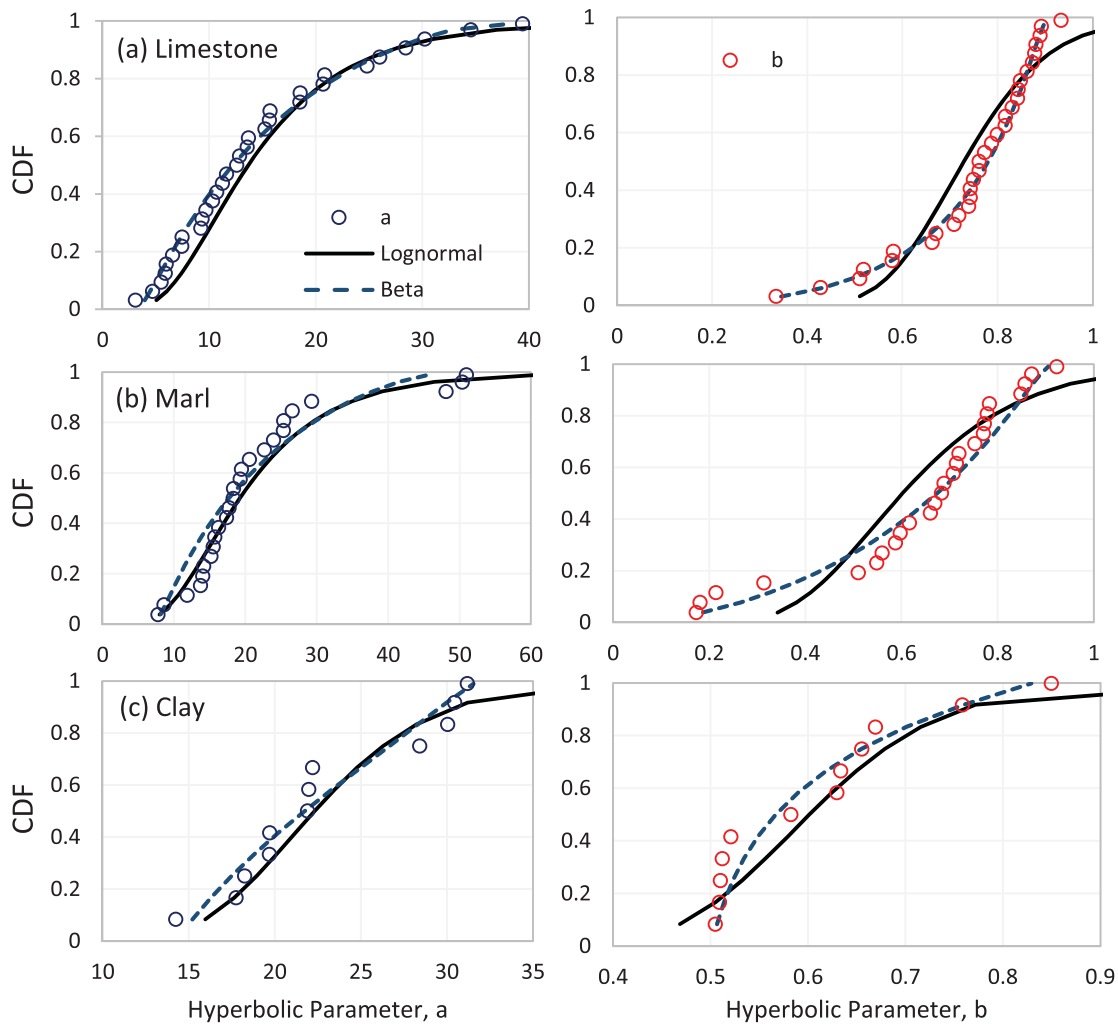 1
0.8
0.6
0.4
0.2
0
CDF
(a) Limestone
a
Lognormal
Beta
0 10 20 30 40
1
0.8
0.6
0.4
0.2
0
b
0 0.2 0.4 0.6 0.8 1
1
0.8
0.6
0.4
0.2
0
CDF
(b) Marl
0 10 20 30 40 50 60
1
0.8
0.6
0.4
0.2
0
0 0.2 0.4 0.6 0.8 1
1
0.8
0.6
0.4
0.2
0
CDF
(c) Clay
10 15 20 25 30 35
Hyperbolic Parameter, a
1
0.8
0.6
0.4
0.2
0
0.4 0.5 0.6 0.7 0.8 0.9
Hyperbolic Parameter, b